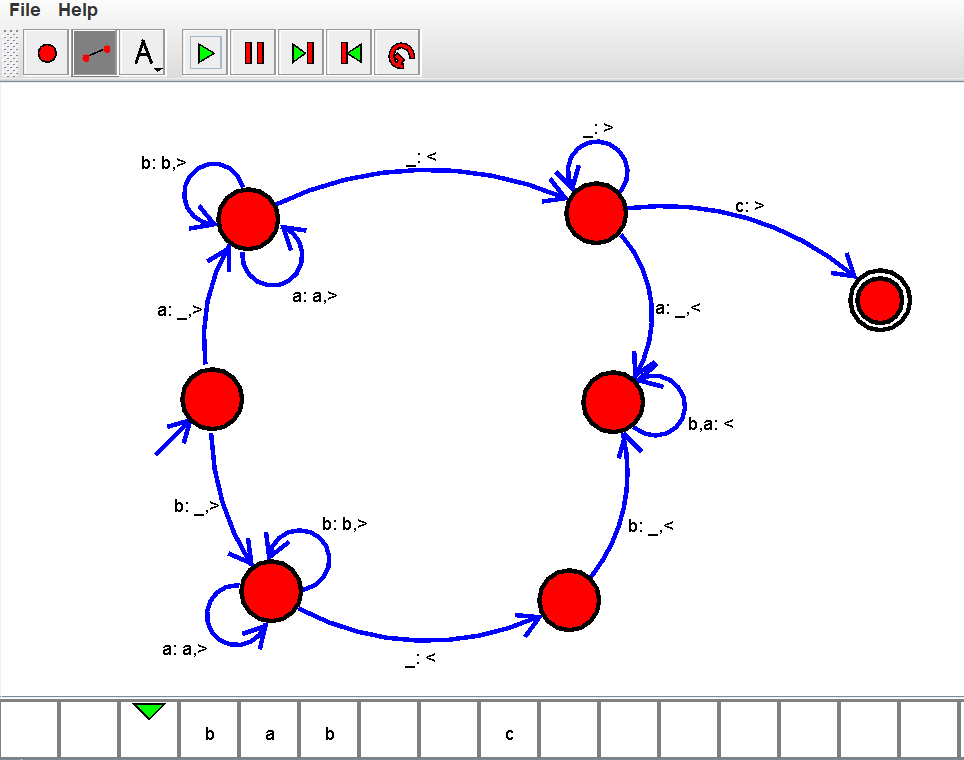 File Help
A
_: >
b: b,>
_: <
c: >
a: a,>
a: _,>
a: _,<
b,a: <
b: _,>
b: b,>
b: _,<
a: a,>
_: <
b a b c